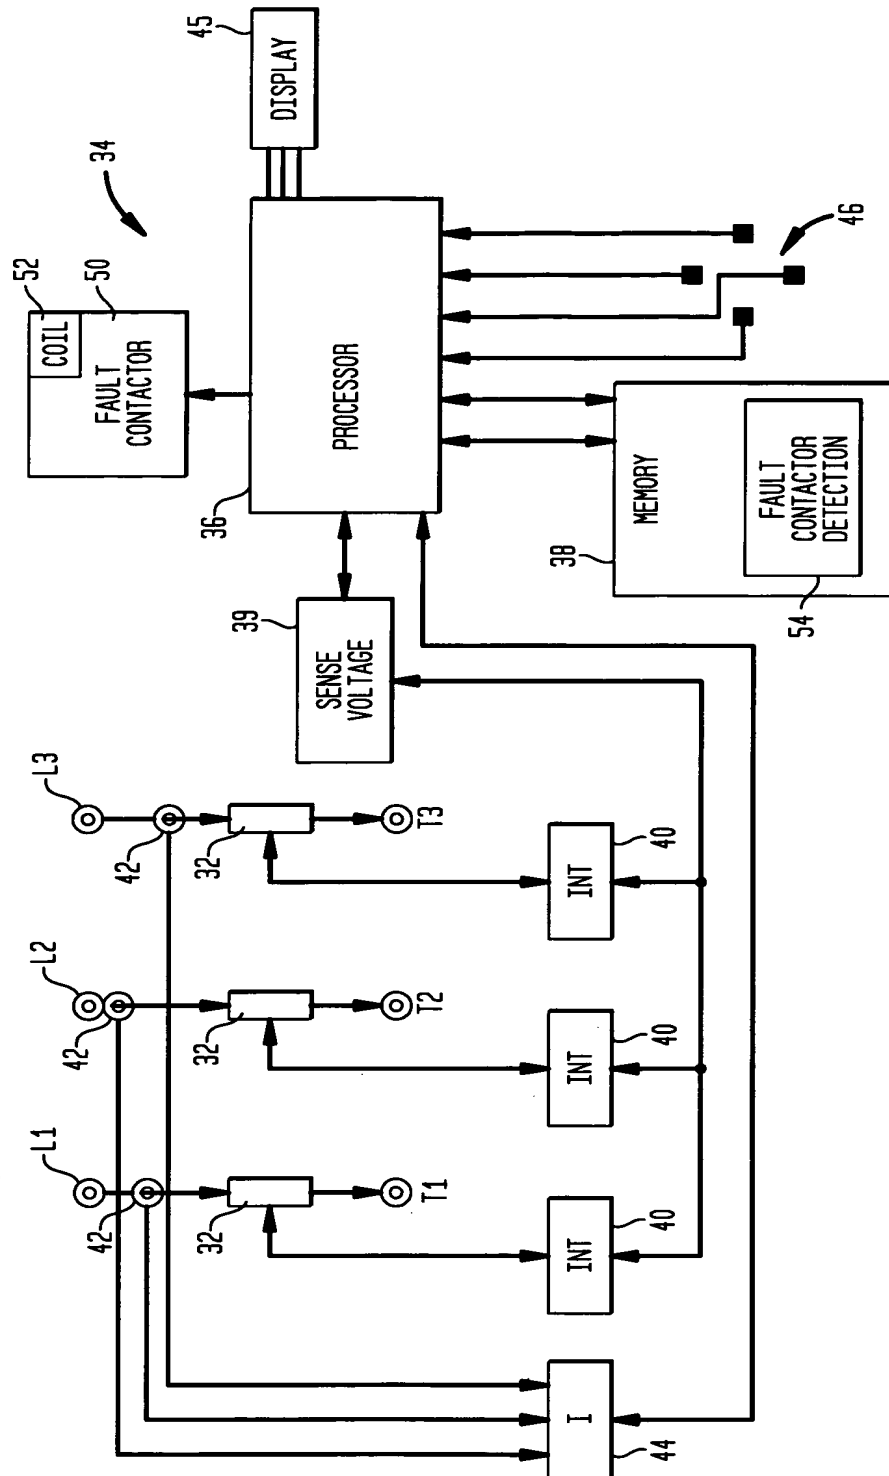 L1
42
32
T1
L2
42
32
T2
L3
42
32
T3
I
44
INT
40
INT
40
INT
40
SENSE
VOLTAGE
39
PROCESSOR
36
COIL
52
FAULT
CONTACTOR
50
34
DISPLAY
45
MEMORY
38
FAULT
CONTACTOR
DETECTION
54
46